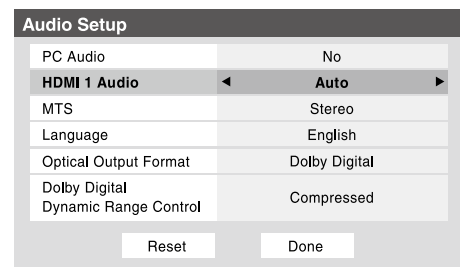 Audio Setup
PC Audio No
HDMI 1 Audio ◄ Auto ►
MTS Stereo
Language English
Optical Output Format Dolby Digital
Dolby Digital
Dynamic Range Control Compressed
Reset Done